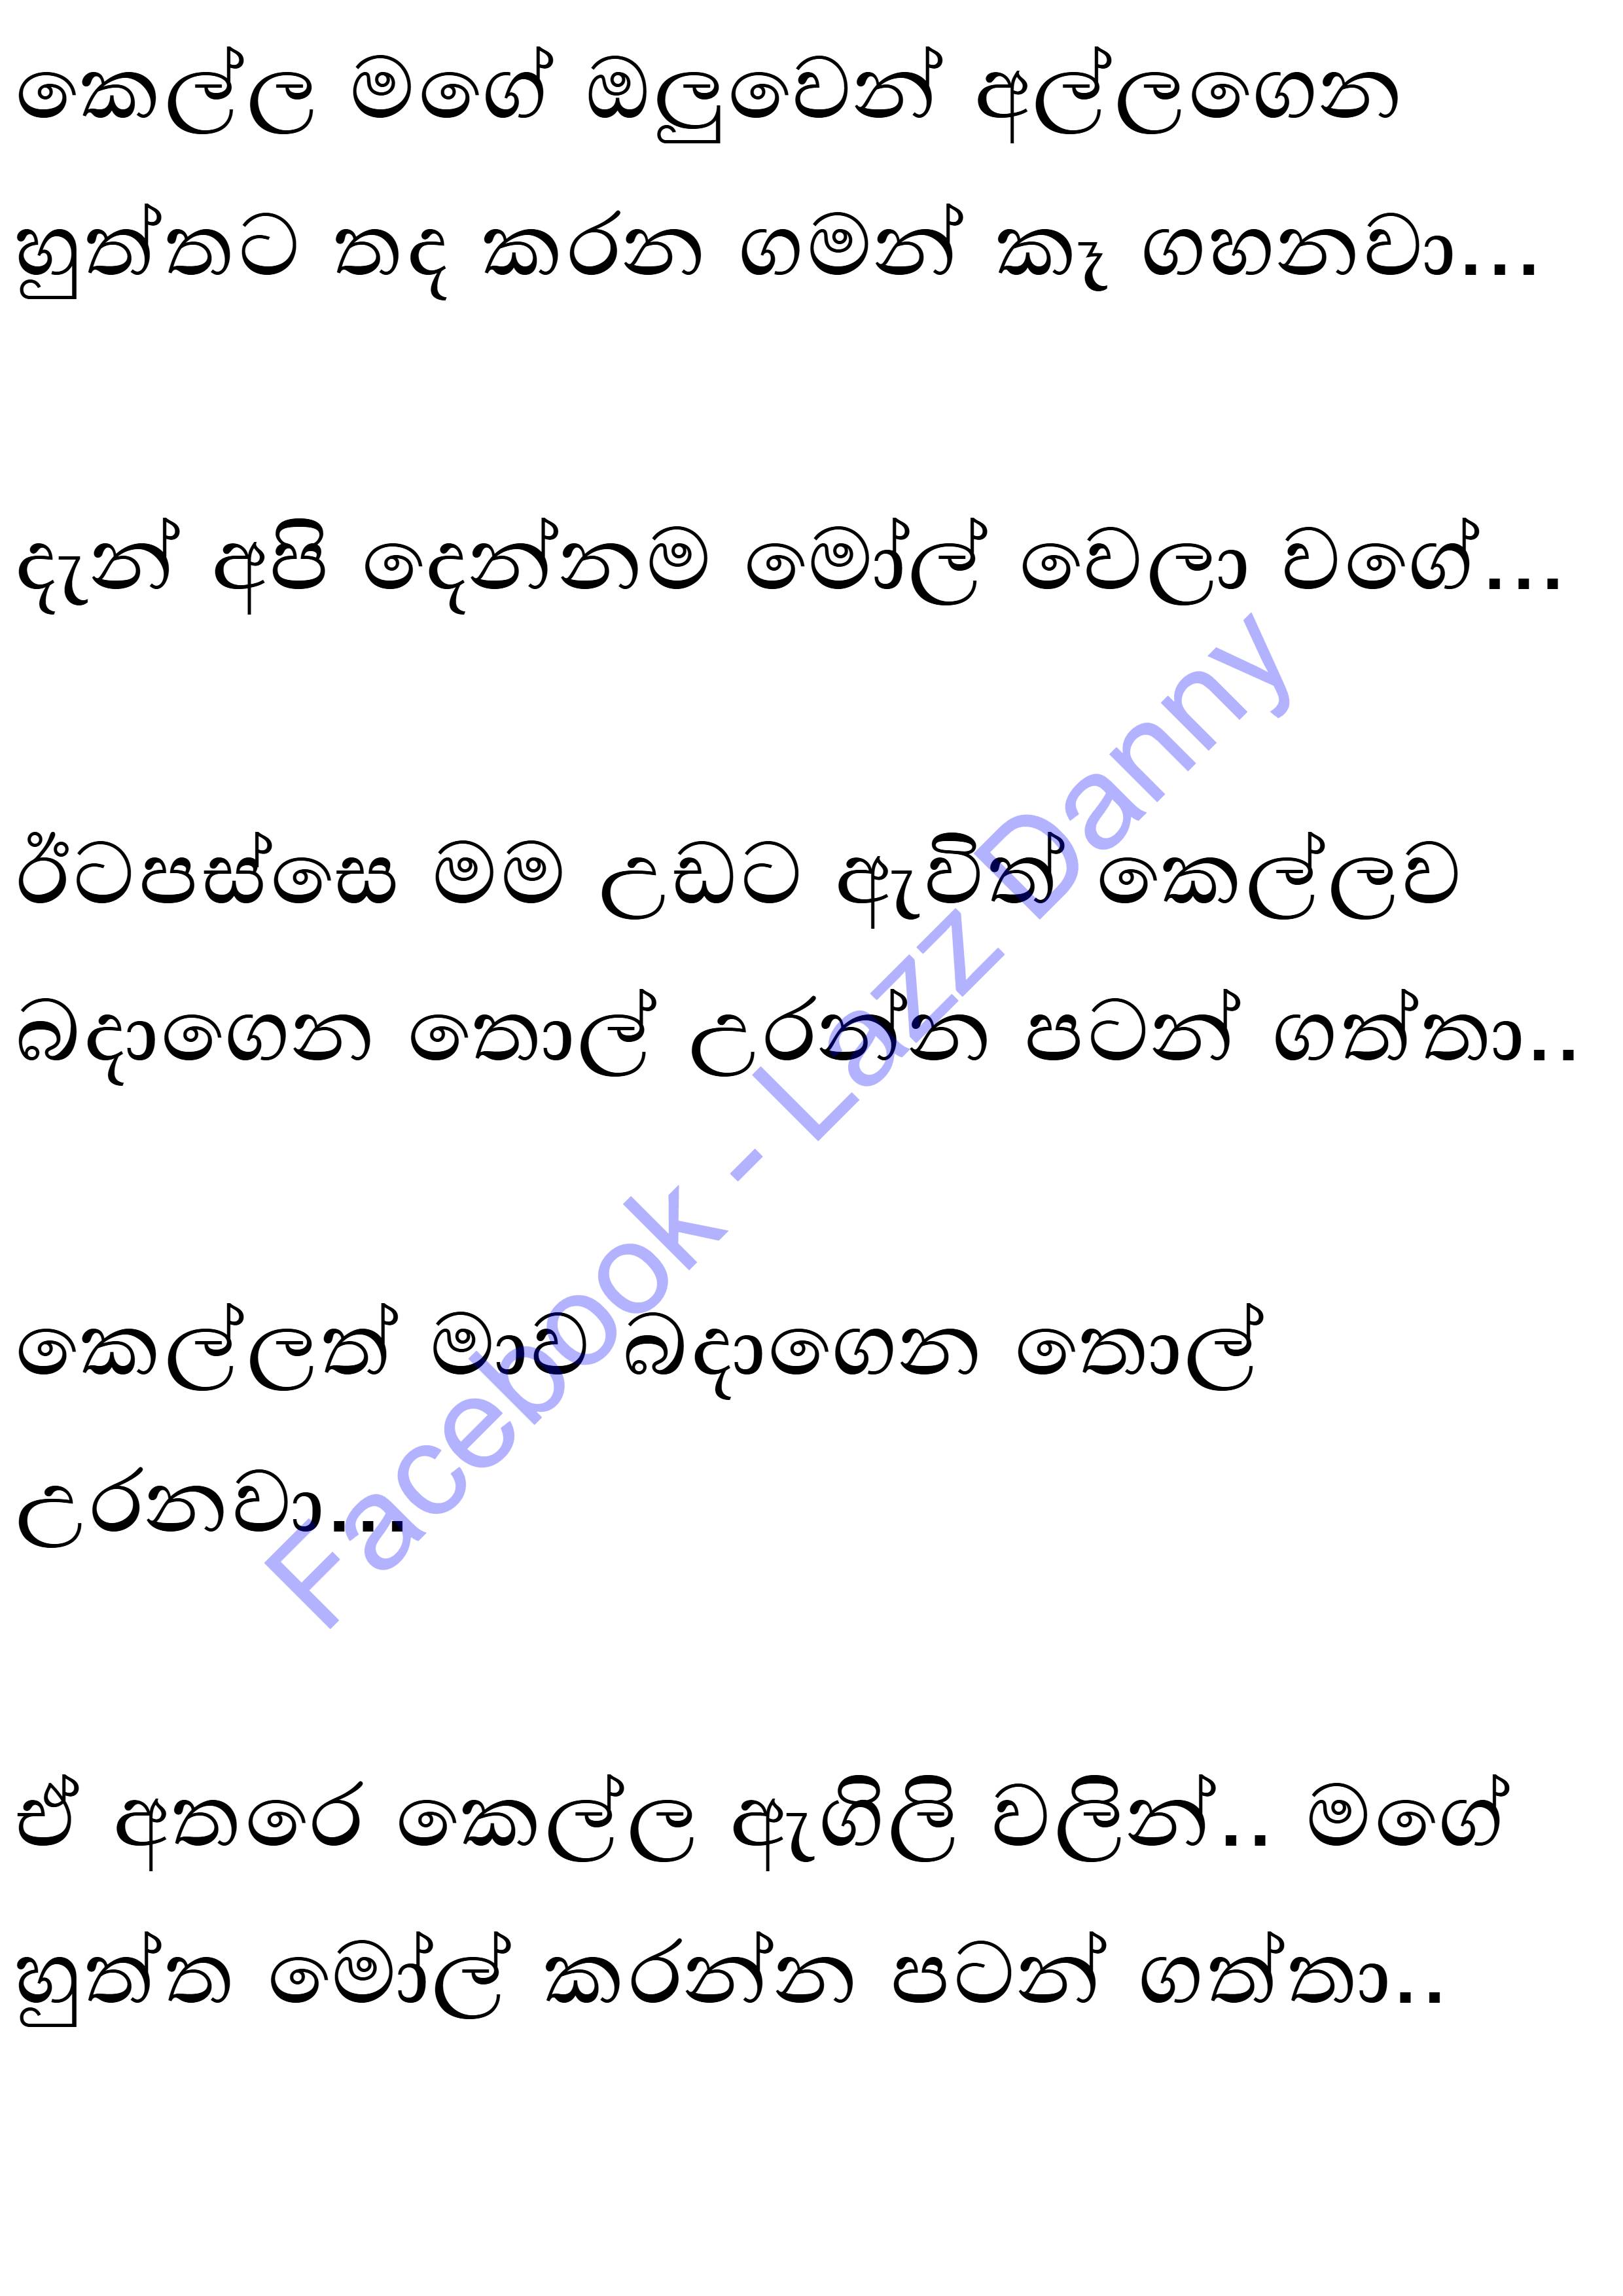 කෙල්ල මගේ ඔලුවෙන් අල්ලගෙන
හුත්තට තද කරන ගමන් කෑ ගහනවා...
දැන් අපි දෙන්නම මෝල් වෙලා වගේ...
ඊටපස්සෙ මම උඩට ඇවිත් කෙල්ලව
බදාගෙන තොල් උරන්න පටන් ගත්තා..
කෙල්ලත් මාව බදාගෙන තොල්
උරනවා...
ඒ අතරෙ කෙල්ල ඇගිලි වලින්.. මගේ
හුත්ත මෝල් කරන්න පටන් ගත්තා..
Facebook - Lazz Danny